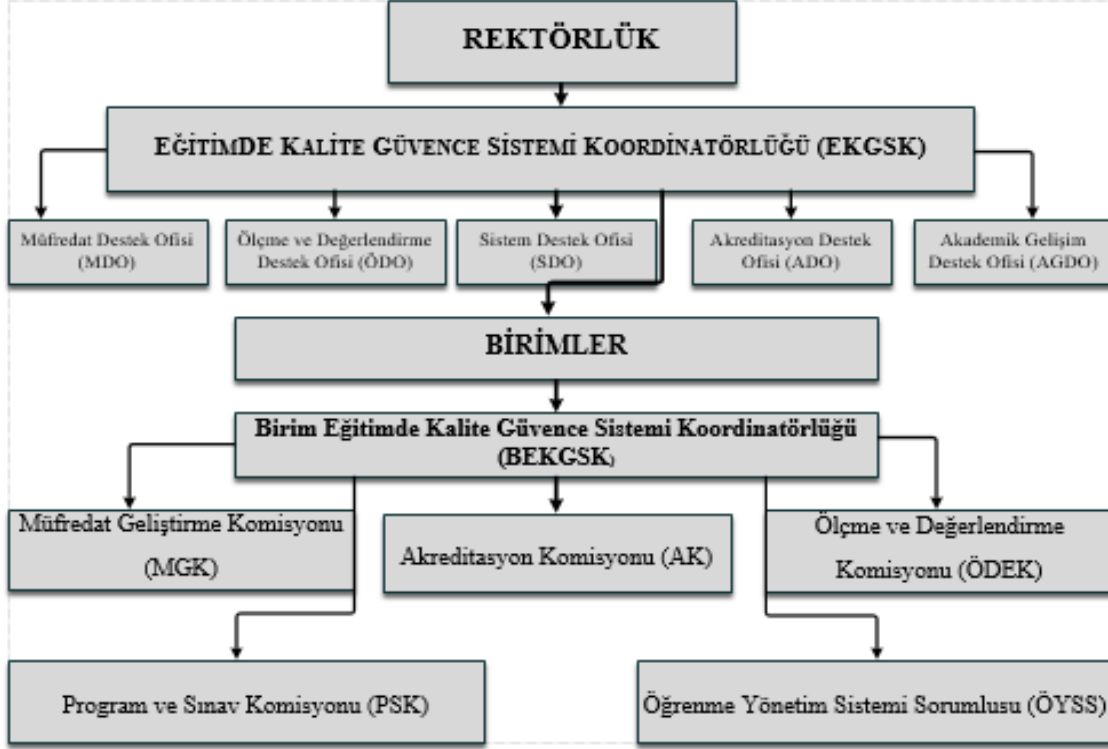 REKTÖRLÜK
EĞİTİMDE KALİTE GÜVENCE SİSTEMİ KOORDİNATÖRLÜĞÜ (EKGSK)
Müfredat Destek Ofisi
(MDO)
Ölçme ve Değerlendirme
Destek Ofisi (ÖDO)
Sistem Destek Ofisi
(SDO)
Akreditasyon Destek
Ofisi (ADO)
Akademik Gelişim
Destek Ofisi (AGDO)
BİRİMLER
Birim Eğitimde Kalite Güvence Sistemi Koordinatörlüğü
(BEKGSK)
Müfredat Geliştirme Komisyonu
(MGK)
Akreditasyon Komisyonu (AK)
Ölçme ve Değerlendirme
Komisyonu (ÖDEK)
Program ve Sınav Komisyonu (PSK)
Öğrenme Yönetim Sistemi Sorumlusu (ÖYSS)